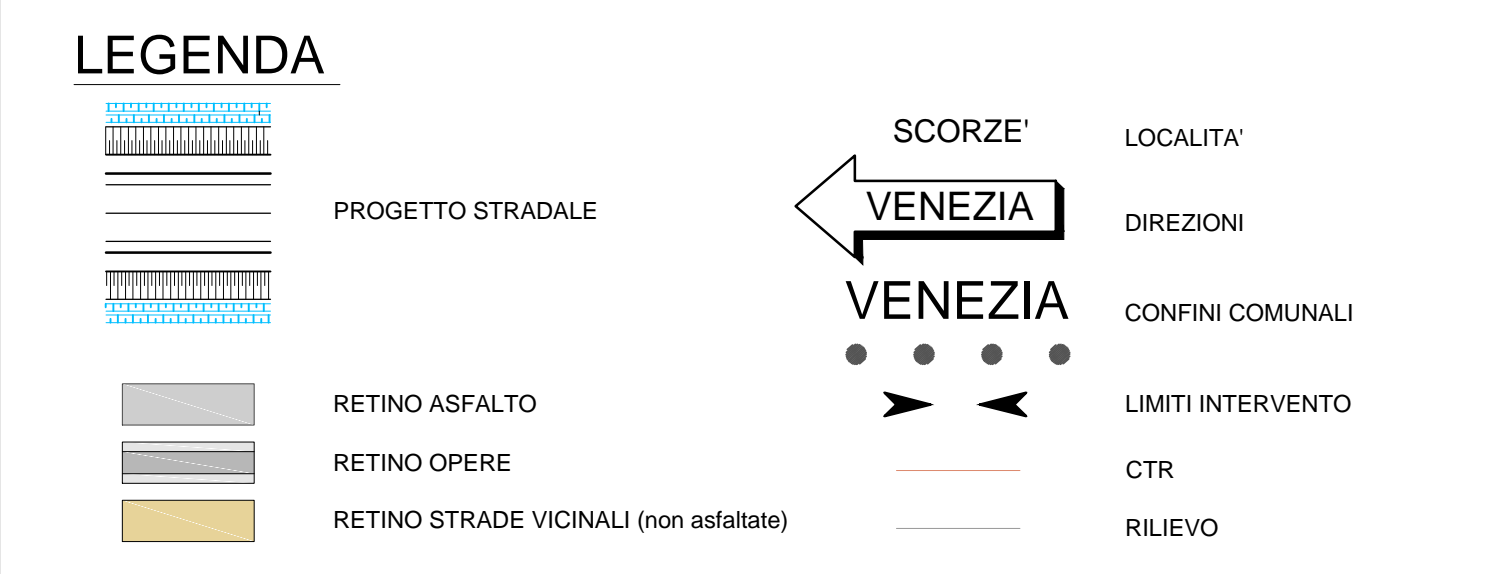 LEGENDA
PROGETTO STRADALE
RETINO ASFALTO
RETINO OPERE
RETINO STRADE VICINALI (non asfaltate)
SCORZE' LOCALITA'
VENEZIA DIREZIONI
VENEZIA CONFINI COMUNALI
LIMITI INTERVENTO
CTR
RILIEVO